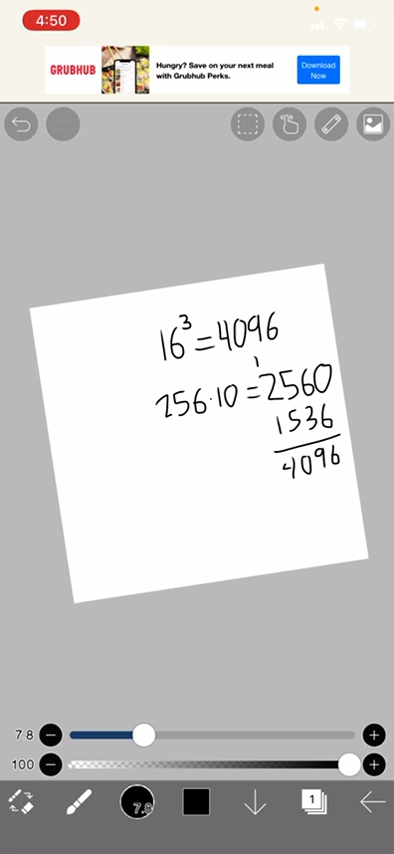 4:50
GRUBHUB
Hungry? Save on your next meal
with Grubhub Perks.
Download
Now
16³=4096
1
256·10=2560
1536
4096
7.8
100
7.8
1